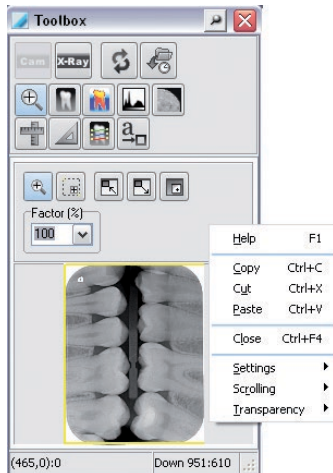 Toolbox
Cam X-Ray
a
Factor (%)
100
Help F1
Copy Ctrl+C
Cut Ctrl+X
Paste Ctrl+V
Close Ctrl+F4
Settings
Scrolling
Transparency
(465,0):0 Down 951:610